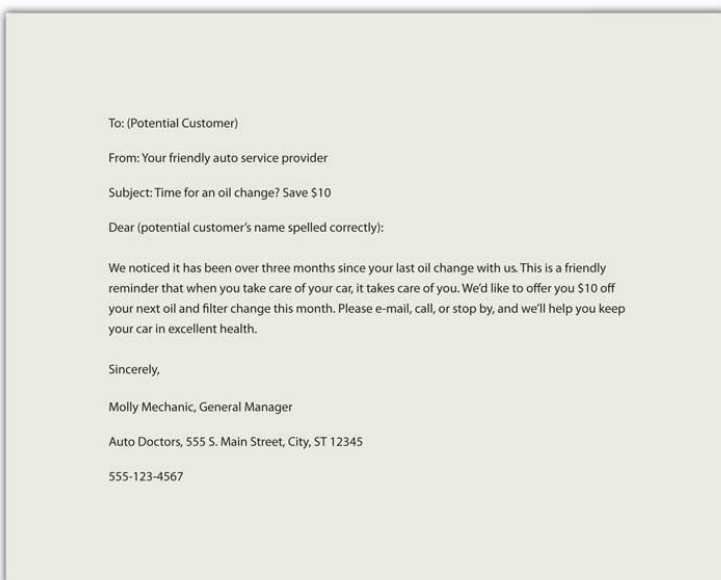 To: (Potential Customer)
From: Your friendly auto service provider
Subject: Time for an oil change? Save $10
Dear (potential customer's name spelled correctly):
We noticed it has been over three months since your last oil change with us. This is a friendly
reminder that when you take care of your car, it takes care of you. We'd like to offer you $10 off
your next oil and filter change this month. Please e-mail, call, or stop by, and we'll help you keep
your car in excellent health.
Sincerely,
Molly Mechanic, General Manager
Auto Doctors, 555 S. Main Street, City, ST 12345
555-123-4567